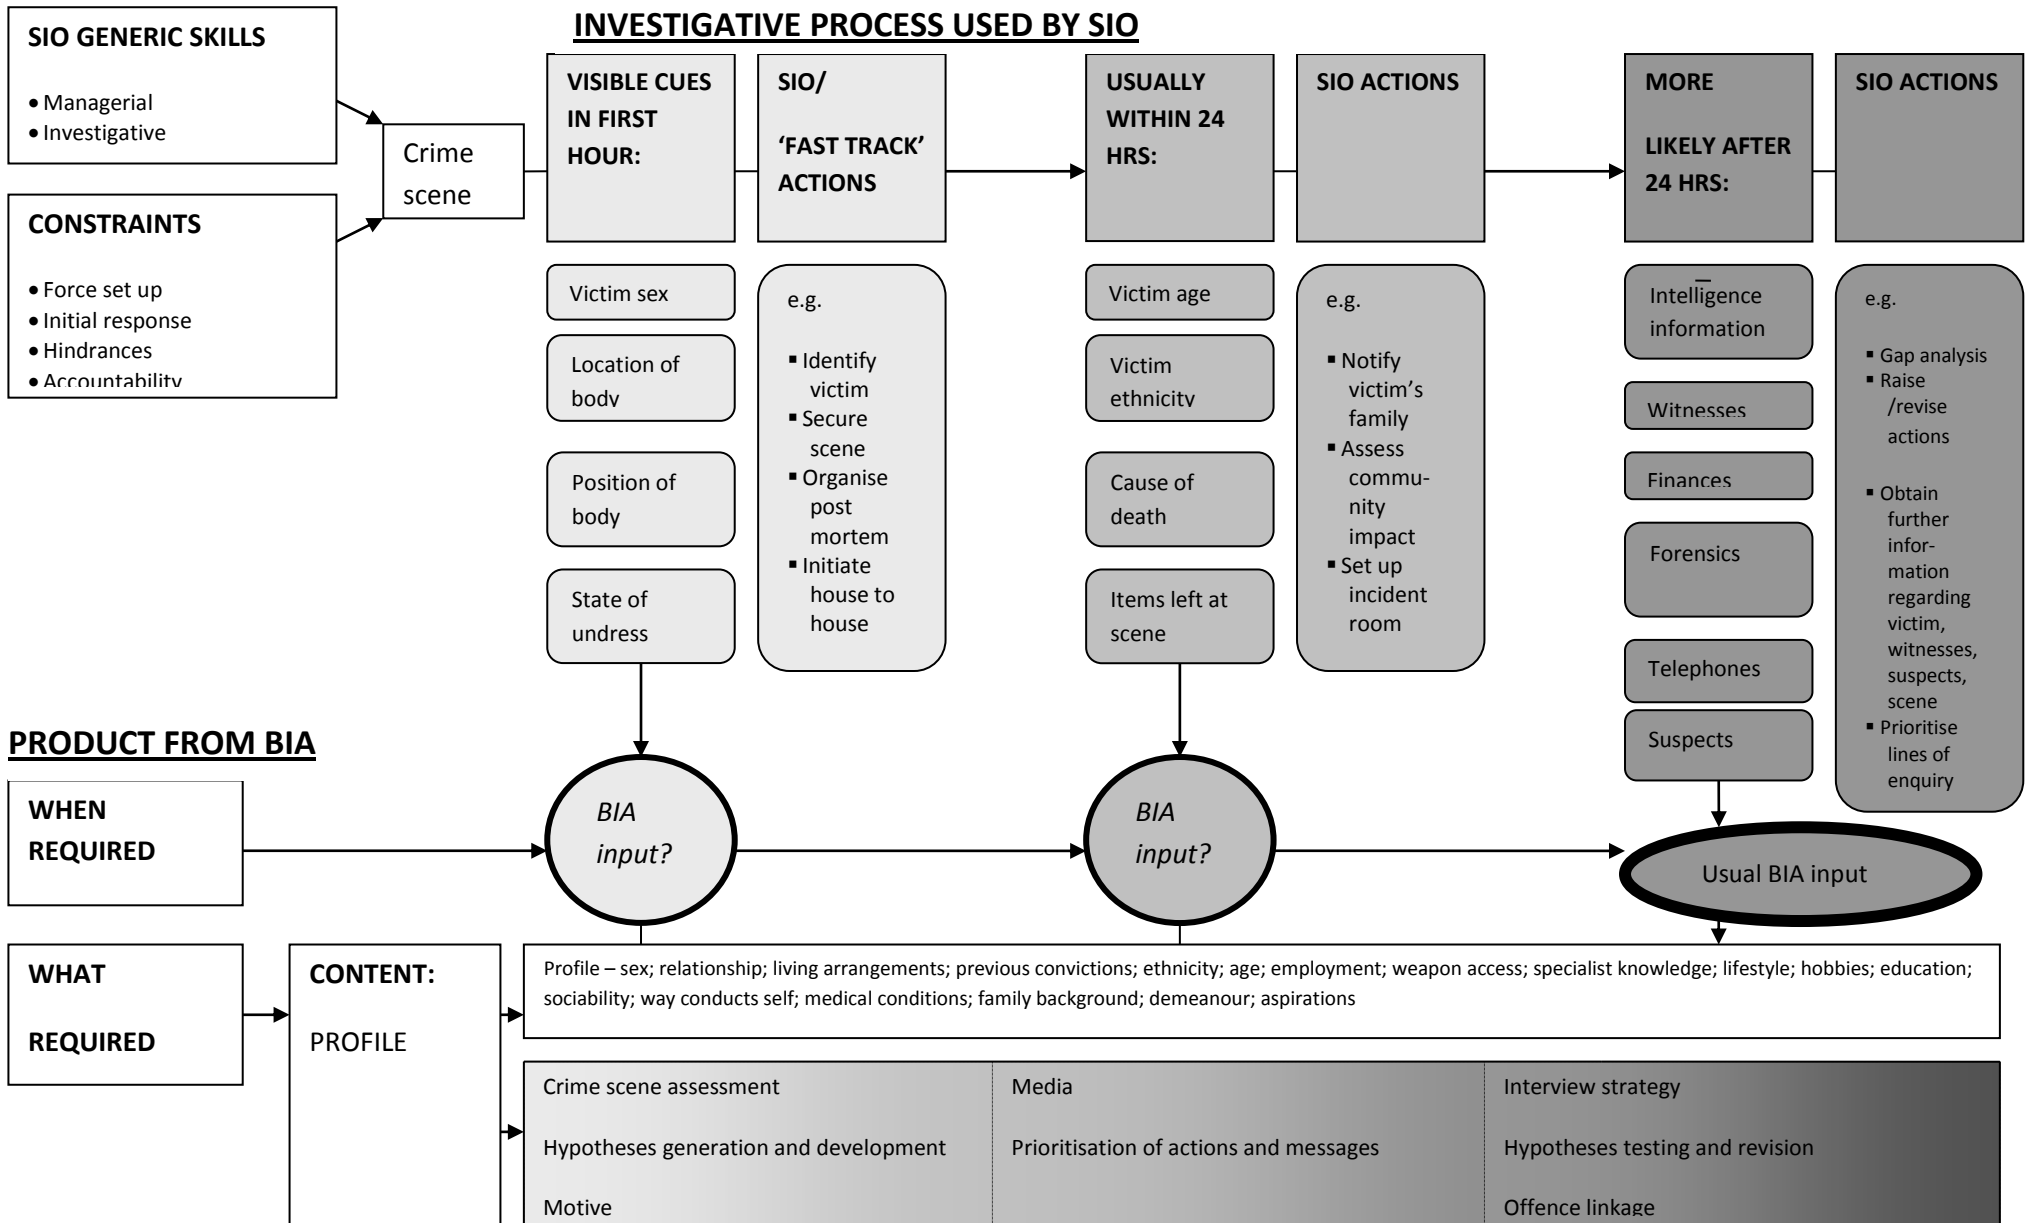 INVESTIGATIVE PROCESS USED BY SIO
SIO GENERIC SKILLS
• Managerial
• Investigative
CONSTRAINTS
• Force set up
• Initial response
• Hindrances
• Accountability
Crime
scene
VISIBLE CUES
IN FIRST
HOUR:
Victim sex
Location of
body
Position of
body
State of
undress
SIO/
‘FAST TRACK’
ACTIONS
e.g.
▪ Identify
victim
▪ Secure
scene
▪ Organise
post
mortem
▪ Initiate
house to
house
USUALLY
WITHIN 24
HRS:
Victim age
Victim
ethnicity
Cause of
death
Items left at
scene
SIO ACTIONS
e.g.
▪ Notify
victim’s
family
▪ Assess
commu-
nity
impact
▪ Set up
incident
room
MORE
LIKELY AFTER
24 HRS:
Intelligence
information
Witnesses
Finances
Forensics
Telephones
Suspects
SIO ACTIONS
e.g.
▪ Gap analysis
▪ Raise
/revise
actions
▪ Obtain
further
infor-
mation
regarding
victim,
witnesses,
suspects,
scene
▪ Prioritise
lines of
enquiry
PRODUCT FROM BIA
WHEN
REQUIRED
BIA
input?
BIA
input?
Usual BIA input
WHAT
REQUIRED
CONTENT:
PROFILE
Profile – sex; relationship; living arrangements; previous convictions; ethnicity; age; employment; weapon access; specialist knowledge; lifestyle; hobbies; education;
sociability; way conducts self; medical conditions; family background; demeanour; aspirations
Crime scene assessment
Hypotheses generation and development
Motive
Media
Prioritisation of actions and messages
Interview strategy
Hypotheses testing and revision
Offence linkage